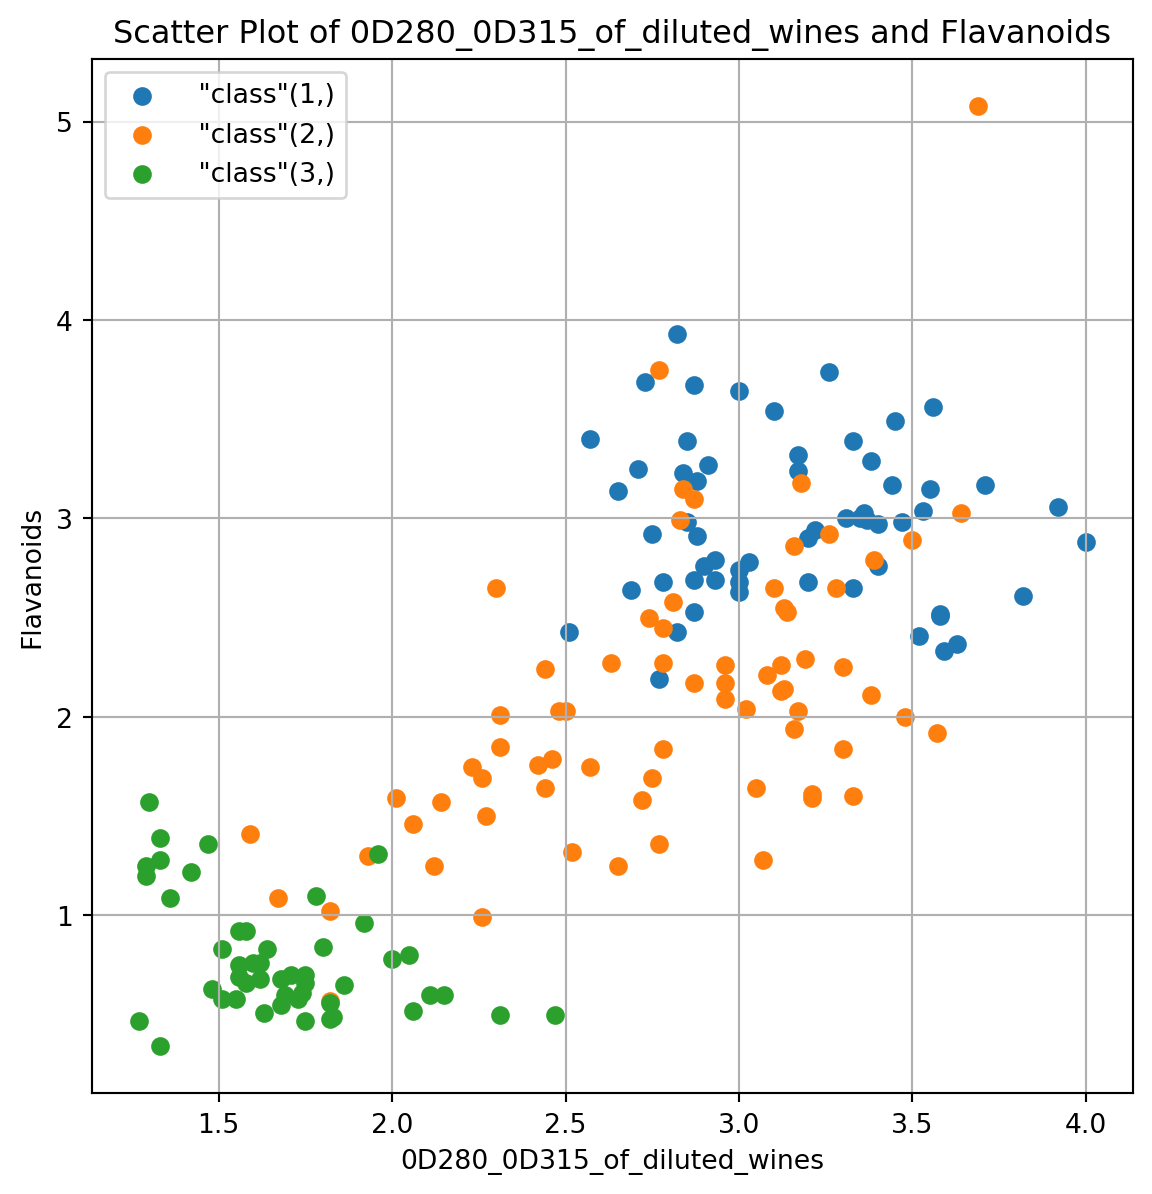 Scatter Plot of 0D280_0D315_of_diluted_wines and Flavanoids
"class"(1,)
"class"(2,)
"class"(3,)
5
4
3
2
1
Flavanoids
1.5 2.0 2.5 3.0 3.5 4.0
0D280_0D315_of_diluted_wines